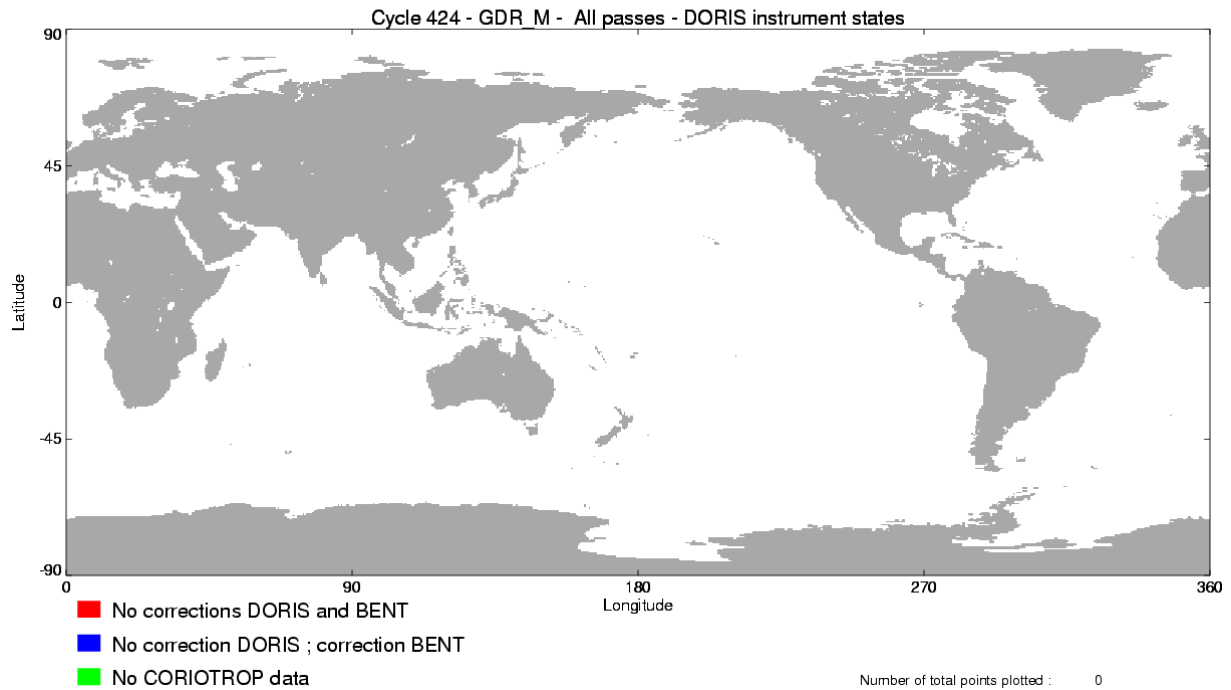 Cycle 424 - GDR_M - All passes - DORIS instrument states
90
45
0
-45
-90
Latitude
0 90 180 270 360
Longitude
No corrections DORIS and BENT
No correction DORIS ; correction BENT
No CORIOTROP data
Number of total points plotted : 0